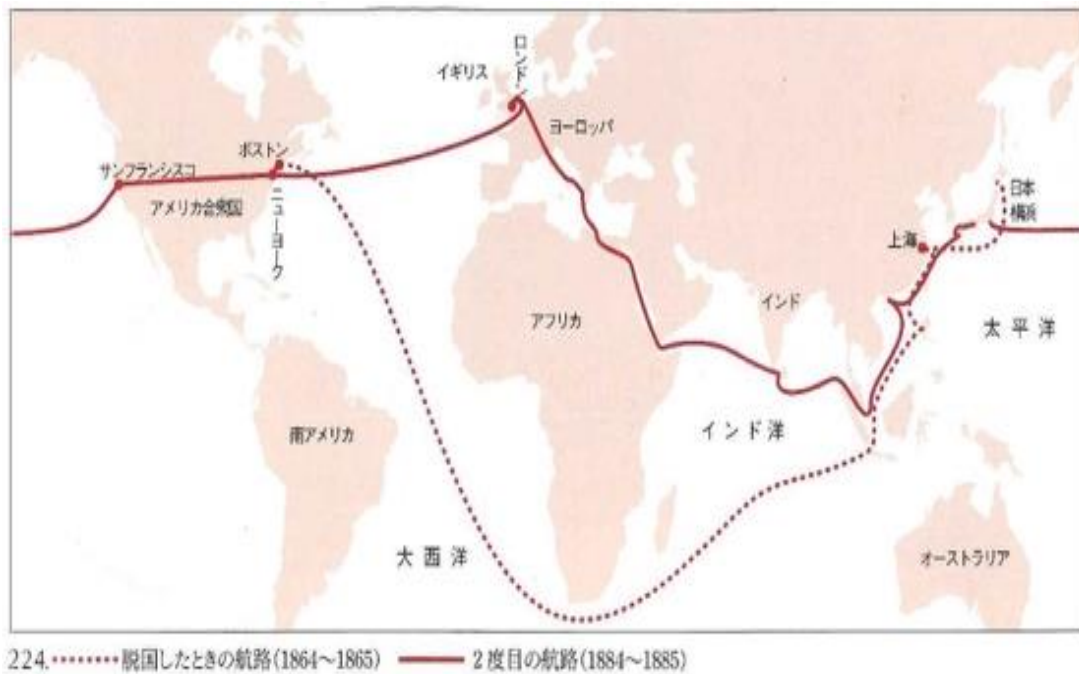 イギリス
ロンドン
ヨーロッパ
ボストン
サンフランシスコ
アメリカ合衆国
ニューヨーク
日本
横浜
上海
アフリカ
インド
太平洋
南アメリカ
インド洋
大西洋
オーストラリア
224. 脱国したときの航路(1864〜1865) 2度目の航路(1884〜1885)